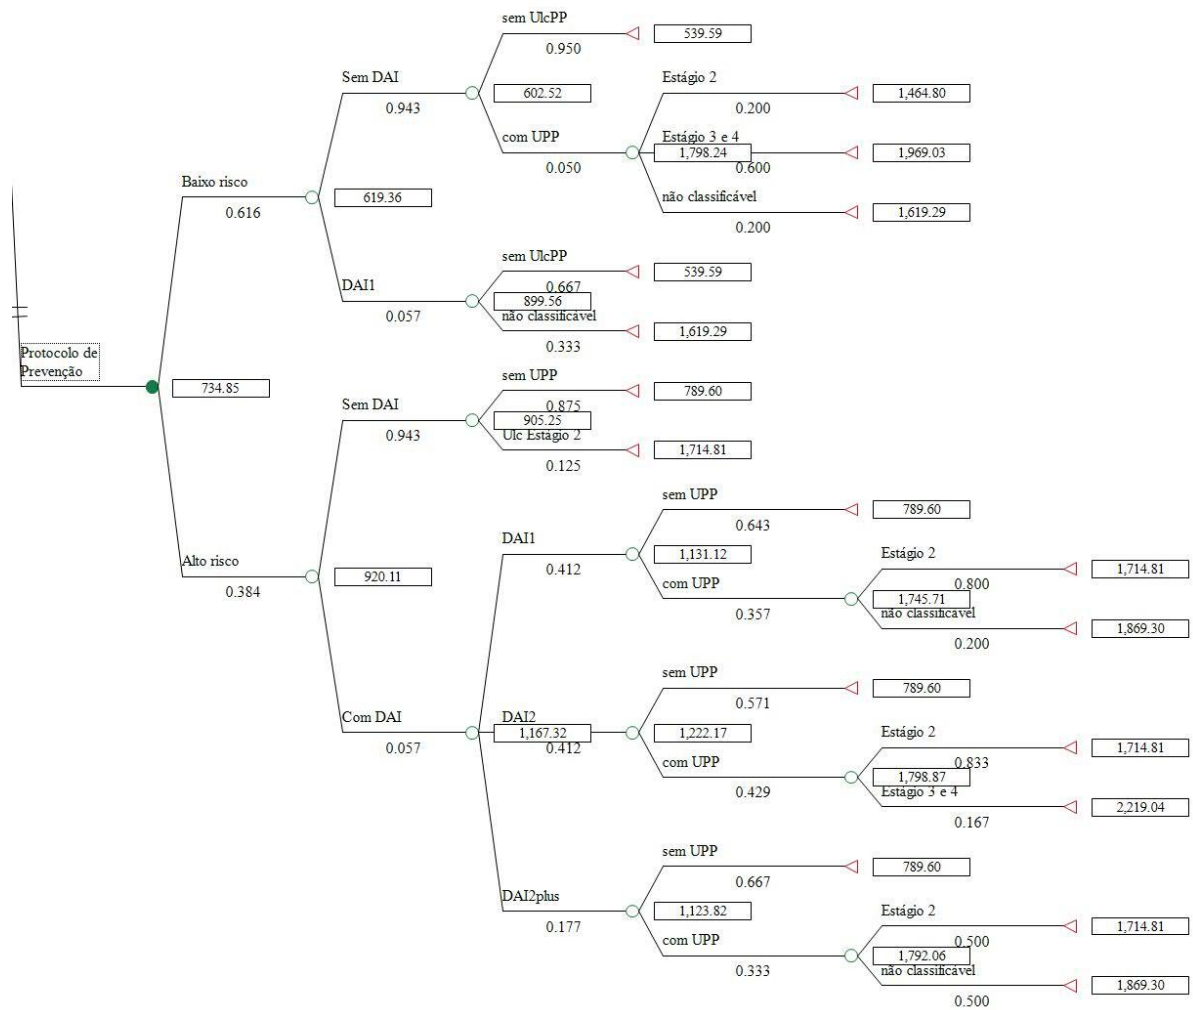 sem UlcPP
0.950
539.59
Sem DAI
0.943
602.52
Estágio 2
0.200
1,464.80
com UPP
0.050
Estágio 3 e 4
1,798.24
0.600
1,969.03
não classificável
0.200
1,619.29
Baixo risco
0.616
619.36
sem UlcPP
0.667
539.59
DAI1
0.057
899.56
não classificável
0.333
1,619.29
Protocolo de
Prevenção
734.85
sem UPP
0.875
789.60
Sem DAI
0.943
905.25
Ulc Estágio 2
0.125
1,714.81
sem UPP
0.643
789.60
DAI1
0.412
1,131.12
Estágio 2
0.800
1,714.81
com UPP
0.357
1,745.71
não classificável
0.200
1,869.30
Alto risco
0.384
920.11
sem UPP
0.571
789.60
Com DAI
0.057
1,167.32
DAI2
0.412
1,222.17
Estágio 2
0.833
1,714.81
com UPP
0.429
1,798.87
Estágio 3 e 4
0.167
2,219.04
sem UPP
0.667
789.60
DAI2plus
0.177
1,123.82
Estágio 2
0.500
1,714.81
com UPP
0.333
1,792.06
não classificável
0.500
1,869.30